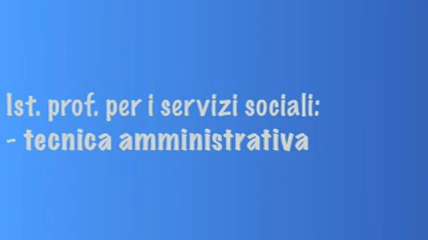 Ist. prof. per i servizi sociali:
- tecnica amministrativa